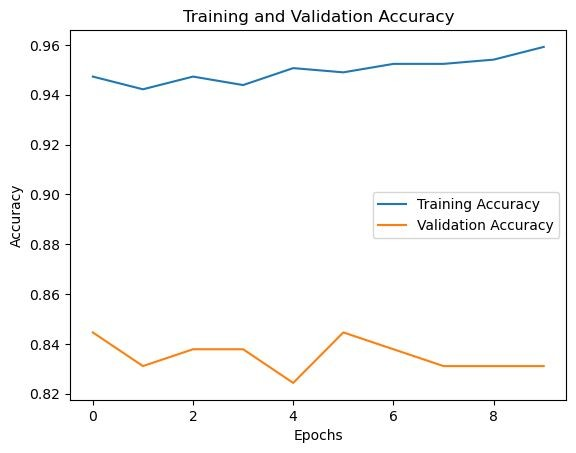 Training and Validation Accuracy
0.96
0.94
0.92
0.90
0.88
0.86
0.84
0.82
Accuracy
Training Accuracy
Validation Accuracy
0 2 4 6 8
Epochs